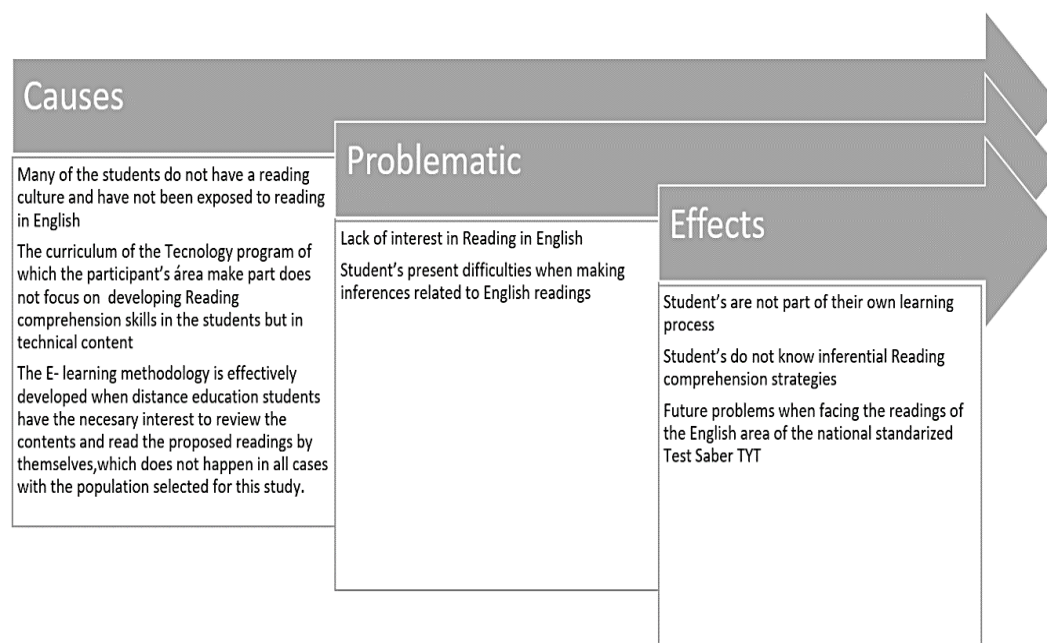 Causes
Many of the students do not have a reading
culture and have not been exposed to reading
in English
The curriculum of the Tecnology program of
which the participant's área make part does
not focus on developing Reading
comprehension skills in the students but in
technical content
The E- learning methodology is effectively
developed when distance education students
have the necesary interest to review the
contents and read the proposed readings by
themselves,which does not happen in all cases
with the population selected for this study.
Problematic
Lack of interest in Reading in English
Student's present difficulties when making
inferences related to English readings
Effects
Student's are not part of their own learning
process
Student's do not know inferential Reading
comprehension strategies
Future problems when facing the readings of
the English area of the national standarized
Test Saber TYT